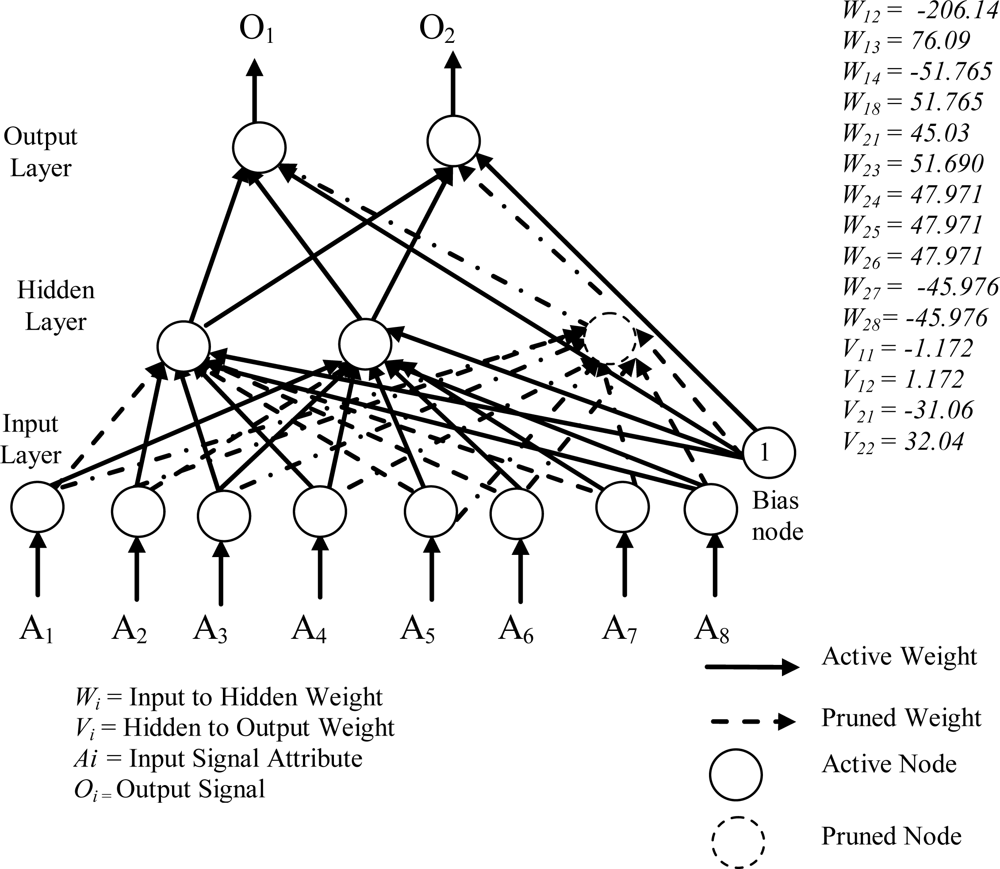 O1 O2
W12 = -206.14
W13 = 76.09
W14 = -51.765
W18 = 51.765
W21 = 45.03
W23 = 51.690
W24 = 47.971
W25 = 47.971
W26 = 47.971
W27 = -45.976
W28= -45.976
V11 = -1.172
V12 = 1.172
V21 = -31.06
V22 = 32.04
Output
Layer
Hidden
Layer
Input
Layer
1
Bias
node
A1 A2 A3 A4 A5 A6 A7 A8
Wi = Input to Hidden Weight
Vi = Hidden to Output Weight
Ai = Input Signal Attribute
Oi = Output Signal
Active Weight
Pruned Weight
Active Node
Pruned Node